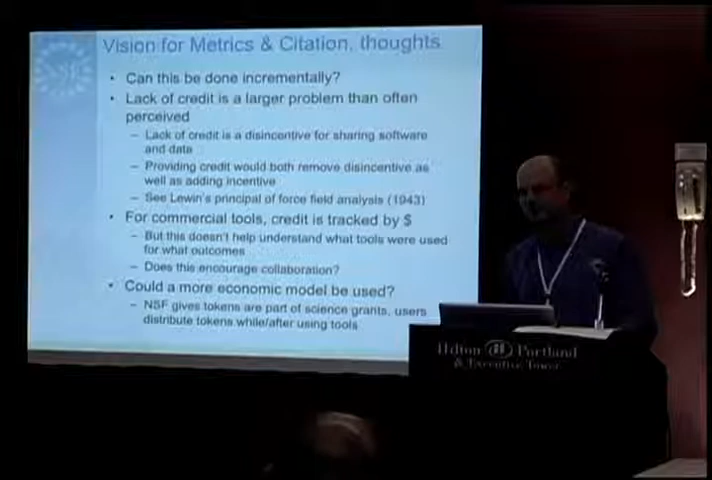 Vision for Metrics & Citation, thoughts
• Can this be done incrementally?
• Lack of credit is a larger problem than often
perceived
– Lack of credit is a disincentive for sharing software
and data
– Providing credit would both remove disincentive as
well as adding incentive
– See Lewin's principal of force field analysis (1943)
• For commercial tools, credit is tracked by $
– But this doesn't help understand what tools were used
for what outcomes
– Does this encourage collaboration?
• Could a more economic model be used?
– NSF gives tokens are part of science grants, users
distribute tokens while/after using tools
Hilton H Portland
& Executive Tower